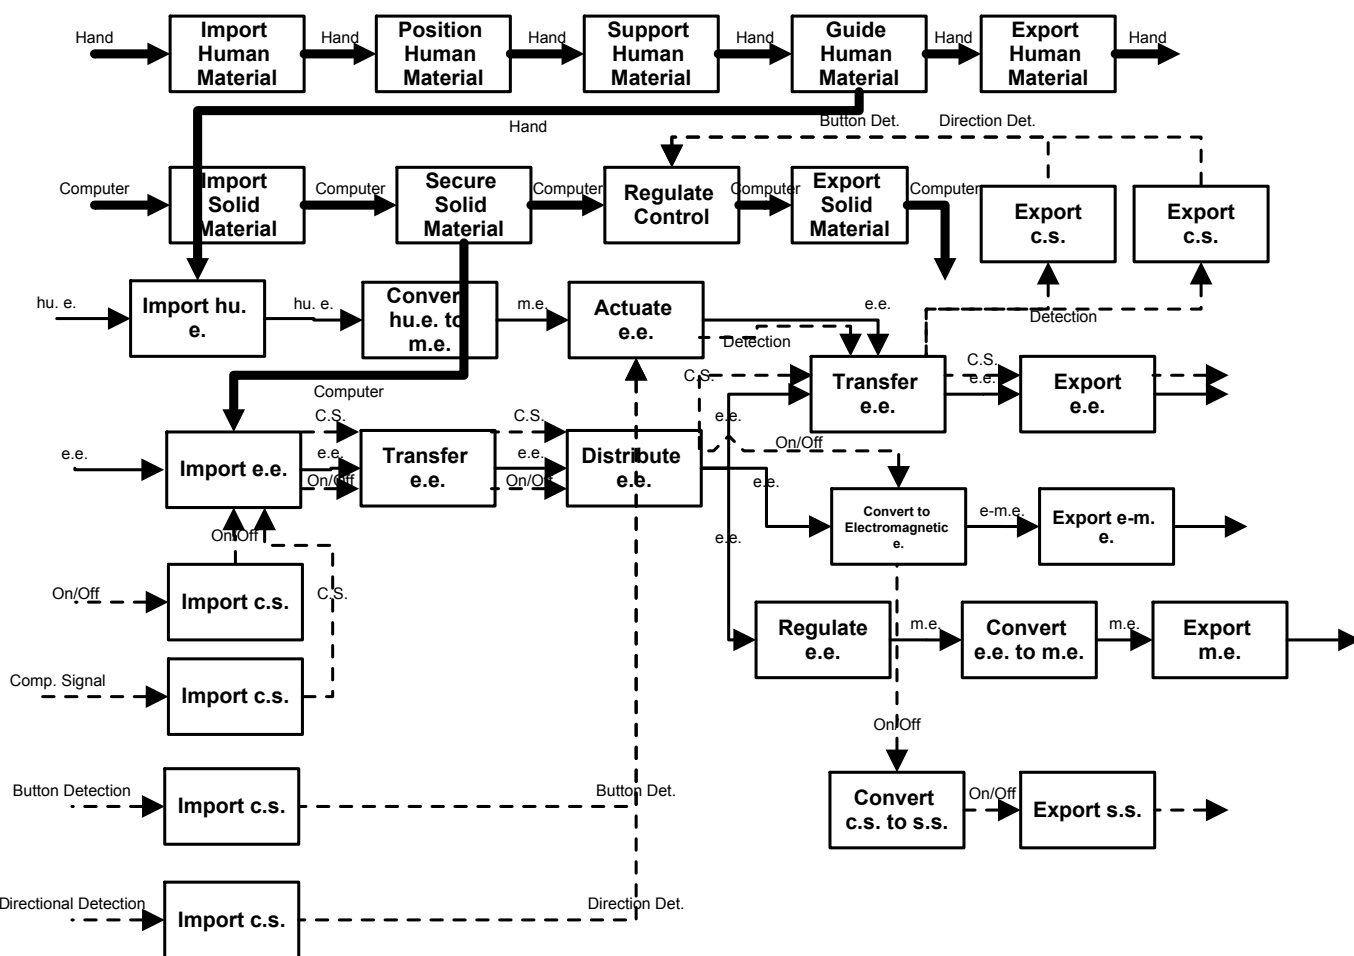 Hand
Import
Human
Material
Hand
Position
Human
Material
Hand
Support
Human
Material
Hand
Guide
Human
Material
Hand
Export
Human
Material
Hand
Hand
Button Det.
Direction Det.
Computer
Import
Solid
Material
Computer
Secure
Solid
Material
Computer
Regulate
Control
Computer
Export
Solid
Material
Computer
Export
c.s.
Export
c.s.
hu. e.
Import hu.
e.
hu. e.
Convert
hu.e. to
m.e.
m.e.
Actuate
e.e.
e.e.
Detection
Detection
Computer
C.S.
Transfer
e.e.
C.S.
e.e.
Export
e.e.
e.e.
Import e.e.
C.S.
e.e.
On/Off
Transfer
e.e.
C.S.
e.e.
On/Off
Distribute
e.e.
e.e.
On/Off
e.e.
e.e.
Convert to
Electromagnetic
e.
e-m.e.
Export e-m.
e.
On/Off
On/Off
Import c.s.
C.S.
Regulate
e.e.
m.e.
Convert
e.e. to m.e.
m.e.
Export
m.e.
Comp. Signal
Import c.s.
On/Off
Button Detection
Import c.s.
Button Det.
Convert
c.s. to s.s.
On/Off
Export s.s.
Directional Detection
Import c.s.
Direction Det.